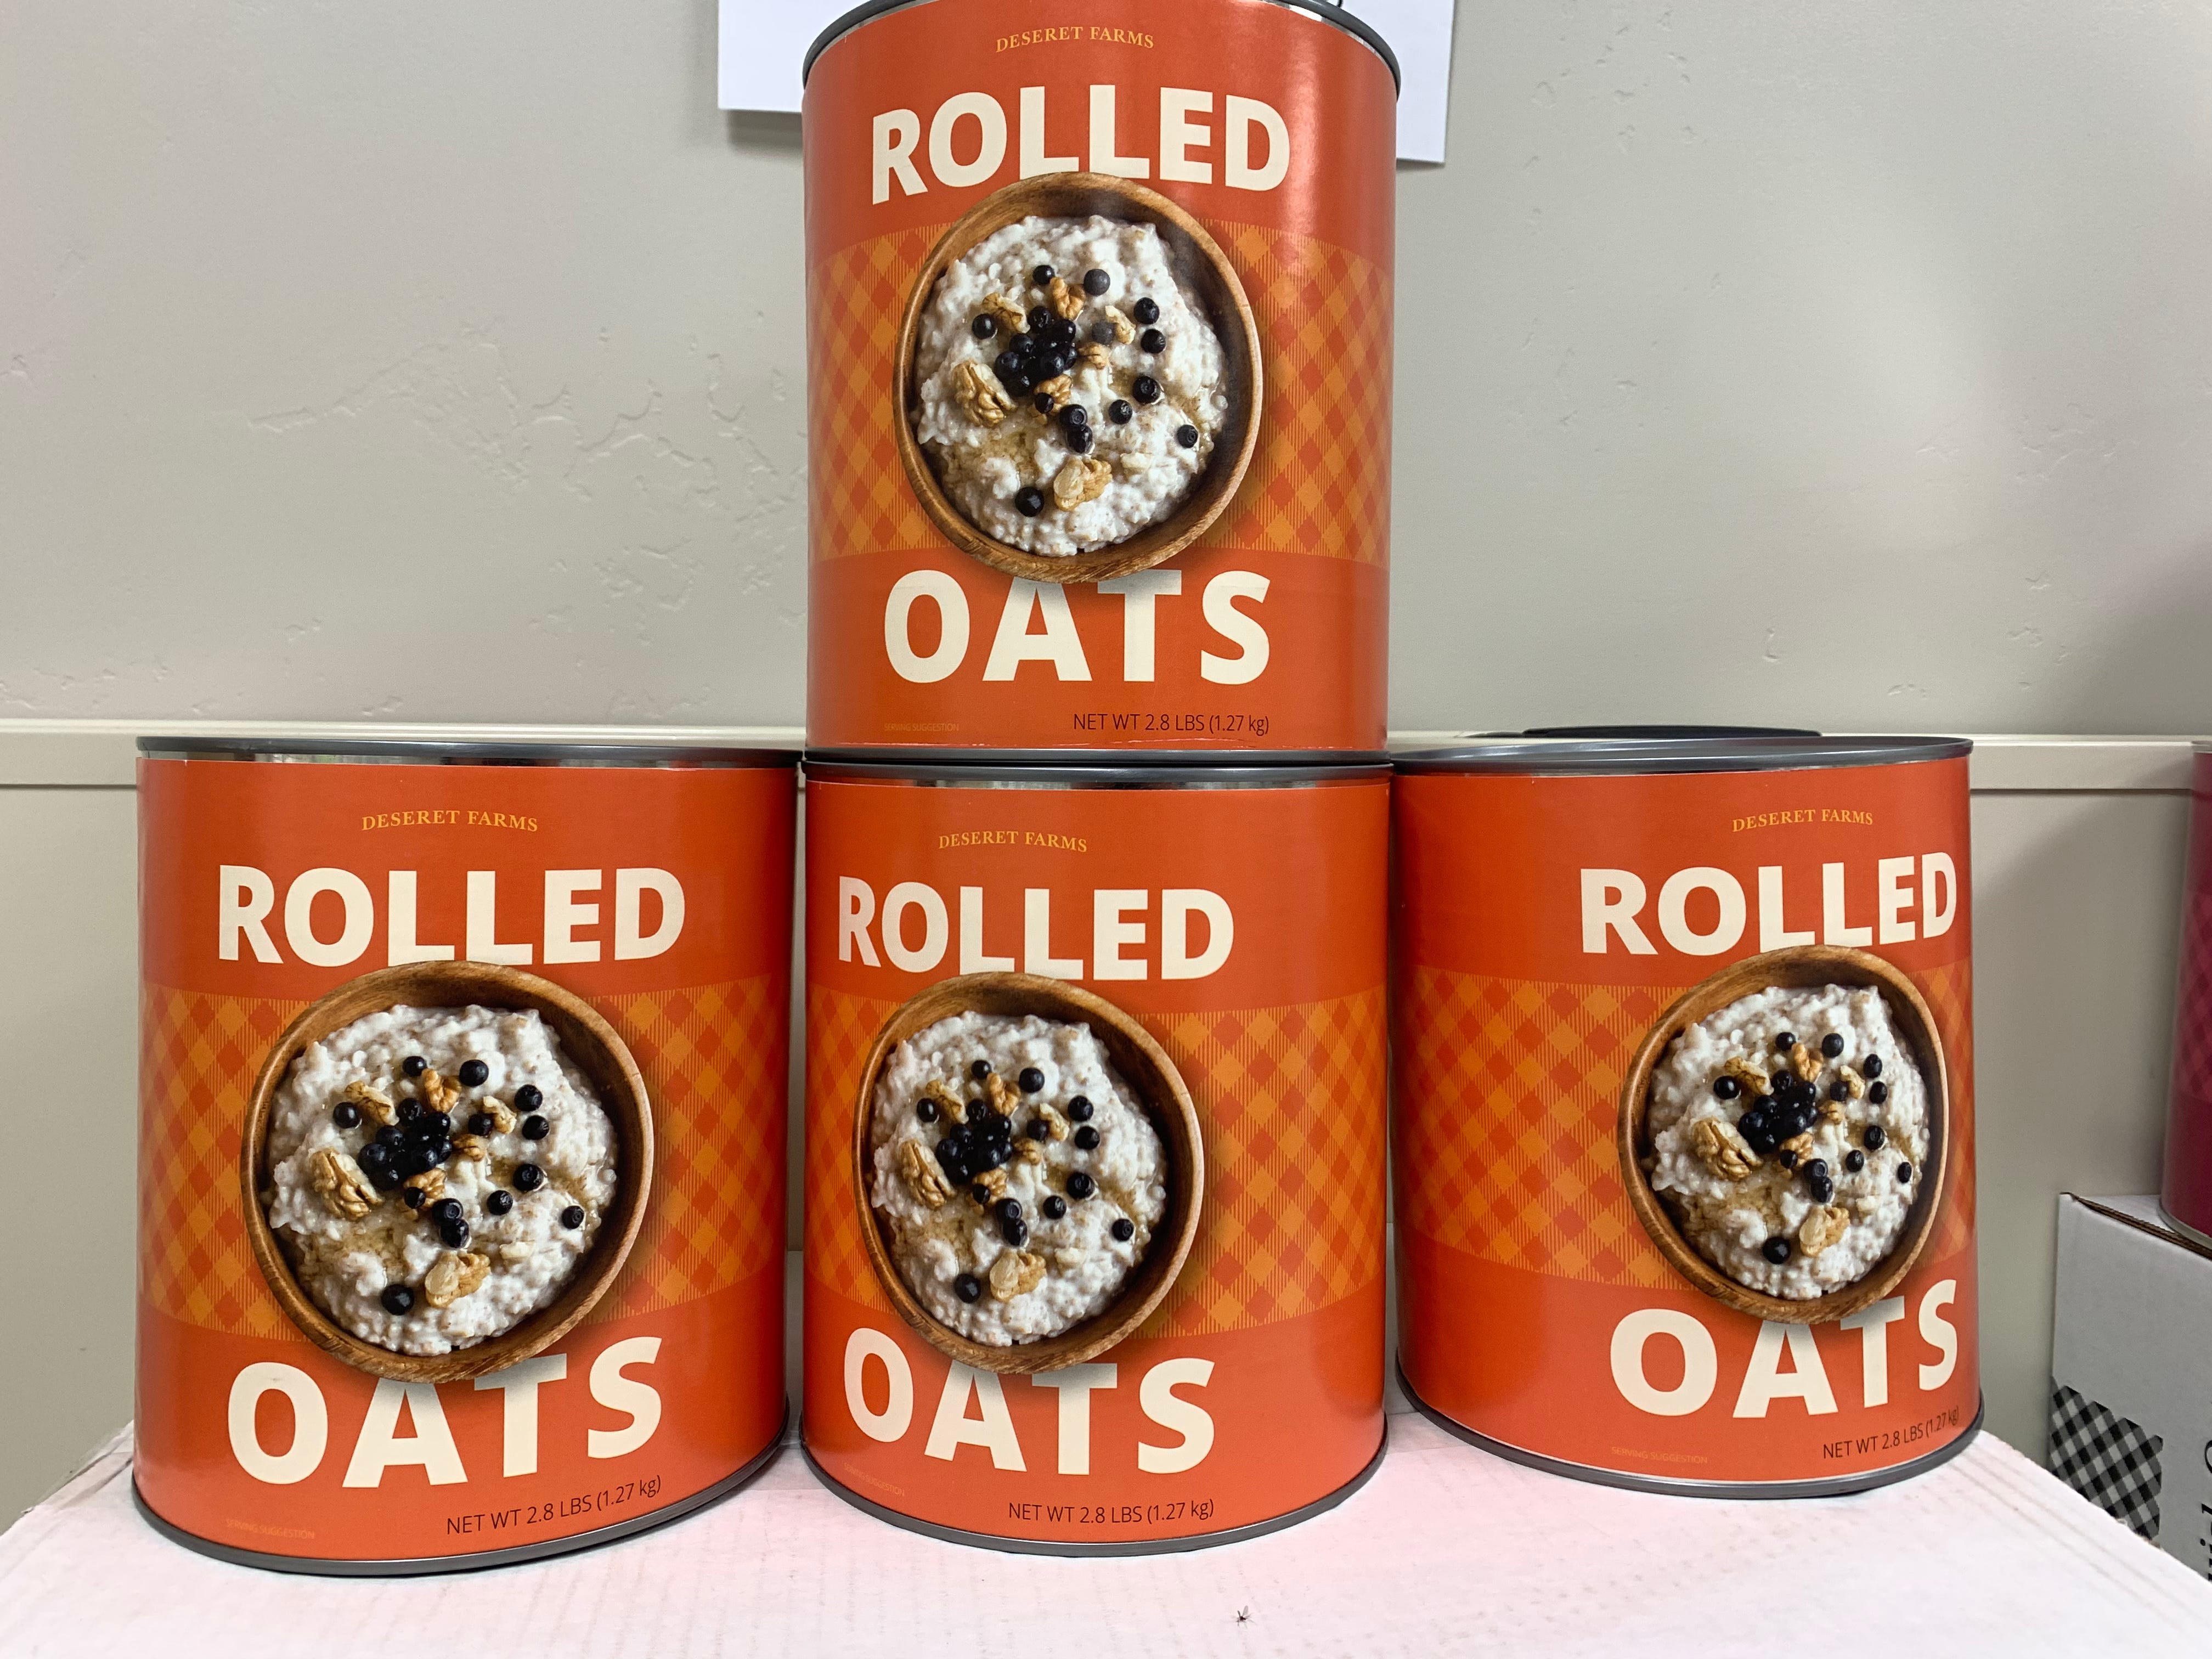 DESERET FARMS
ROLLED
OATS
SERVING SUGGESTION
NET WT 2.8 LBS (1.27 kg)
DESERET FARMS
ROLLED
OATS
SERVING SUGGESTION
NET WT 2.8 LBS (1.27 kg)
DESERET FARMS
ROLLED
OATS
SERVING SUGGESTION
NET WT 2.8 LBS (1.27 kg)
DESERET FARMS
ROLLED
OATS
SERVING SUGGESTION
NET WT 2.8 LBS (1.27 kg)